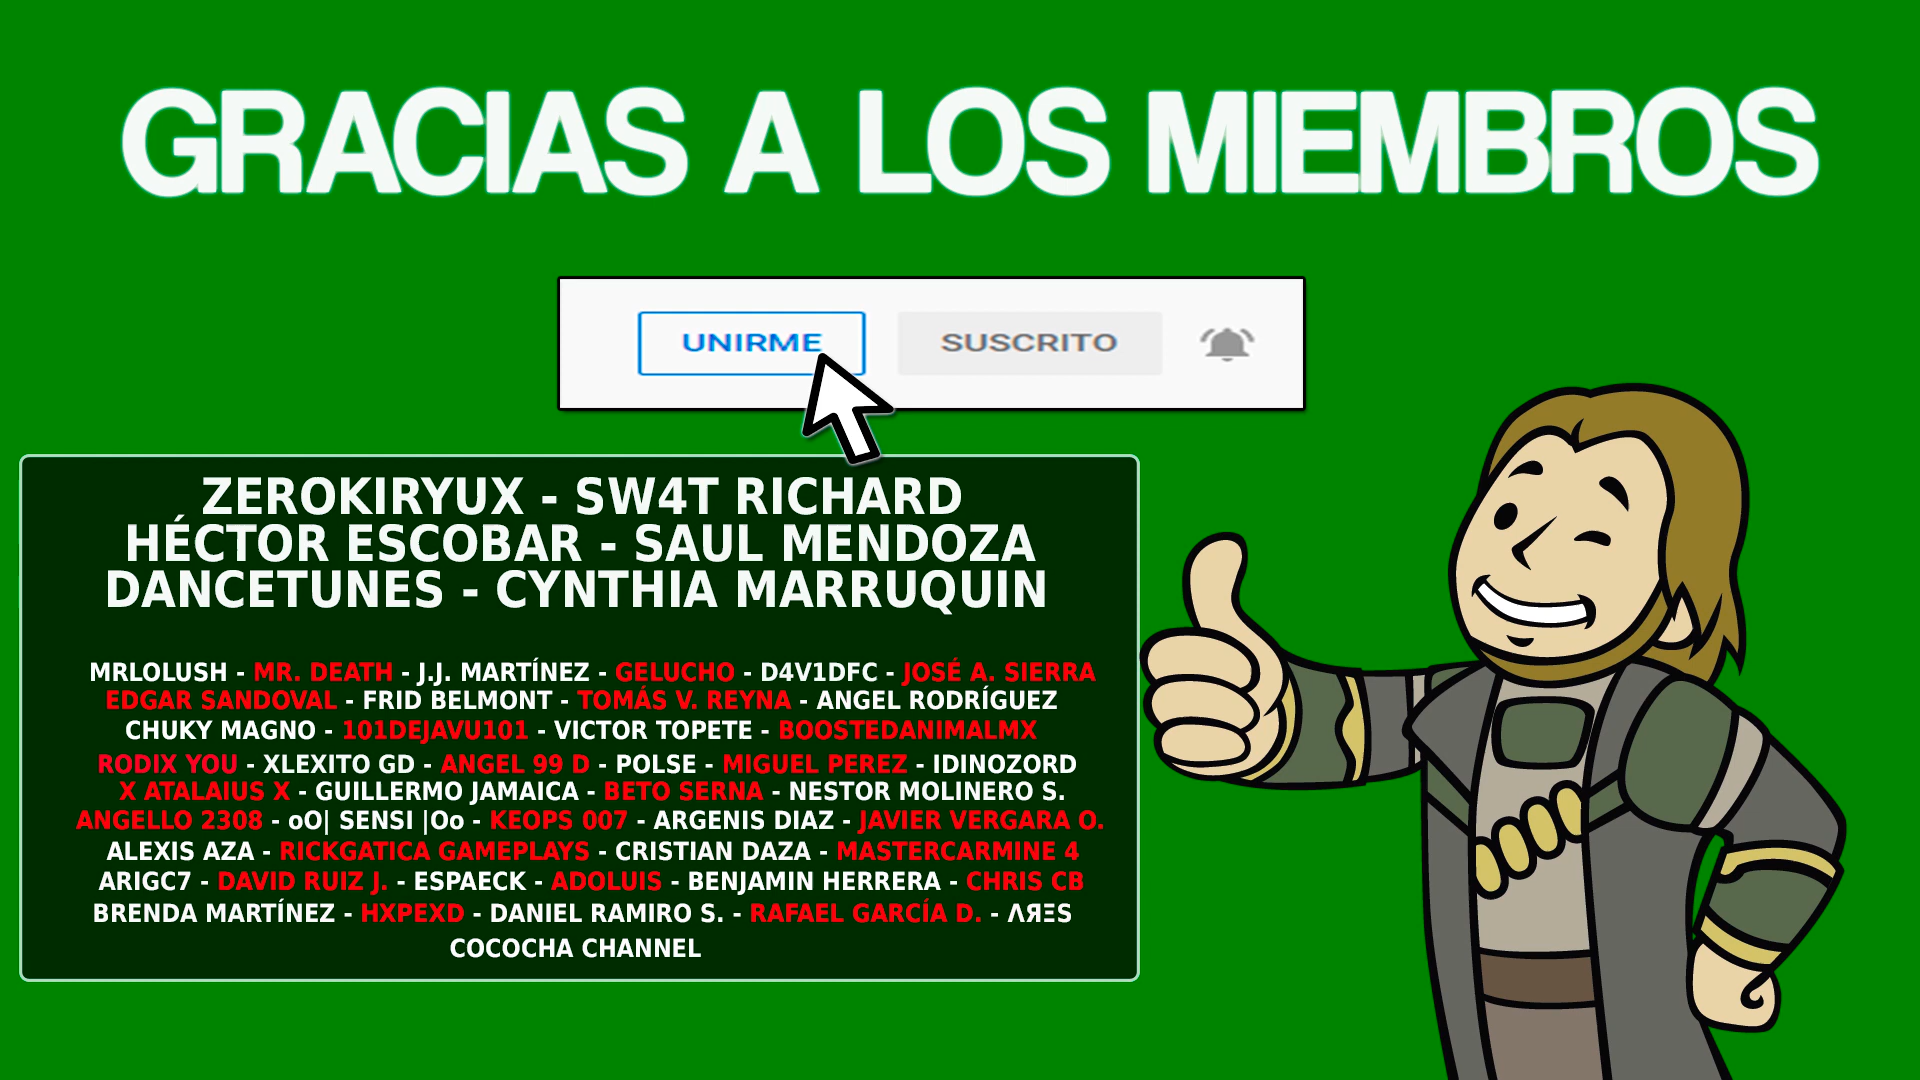 GRACIAS A LOS MIEMBROS
UNIRME SUSCRITO
ZEROKIRYUX - SW4T RICHARD
HÉCTOR ESCOBAR - SAUL MENDOZA
DANCETUNES - CYNTHIA MARRUQUIN
MRLOLUSH - MR. DEATH - J.J. MARTÍNEZ - GELUCHO - D4V1DFC - JOSÉ A. SIERRA
EDGAR SANDOVAL - FRID BELMONT - TOMÁS V. REYNA - ANGEL RODRÍGUEZ
CHUKY MAGNO - 101DEJAVU101 - VICTOR TOPETE - BOOSTEDANIMALMX
RODIX YOU - XLEXITO GD - ANGEL 99 D - POLSE - MIGUEL PEREZ - IDINOZORD
X ATALAIUS X - GUILLERMO JAMAICA - BETO SERNA - NESTOR MOLINERO S.
ANGELLO 2308 - oO| SENSI |Oo - KEOPS 007 - ARGENIS DIAZ - JAVIER VERGARA O.
ALEXIS AZA - RICKGATICA GAMEPLAYS - CRISTIAN DAZA - MASTERCARMINE 4
ARIGC7 - DAVID RUIZ J. - ESPAECK - ADOLUIS - BENJAMIN HERRERA - CHRIS CB
BRENDA MARTÍNEZ - HXPEXD - DANIEL RAMIRO S. - RAFAEL GARCÍA D. - ΛЯΞS
COCOCHA CHANNEL